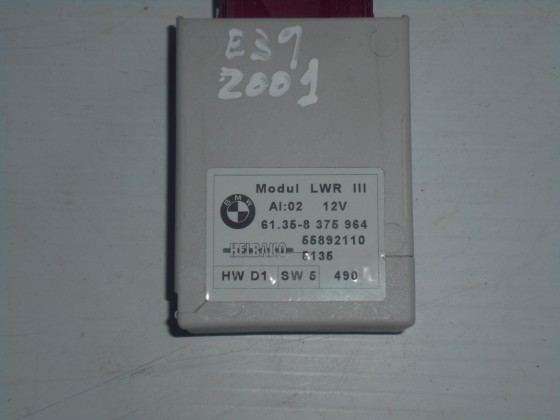 E39
2001
BMW
Modul LWR III
AI:02 12V
61.35-8 375 964
55892110
HELBAKO 5135
HW D1 SW 5 490